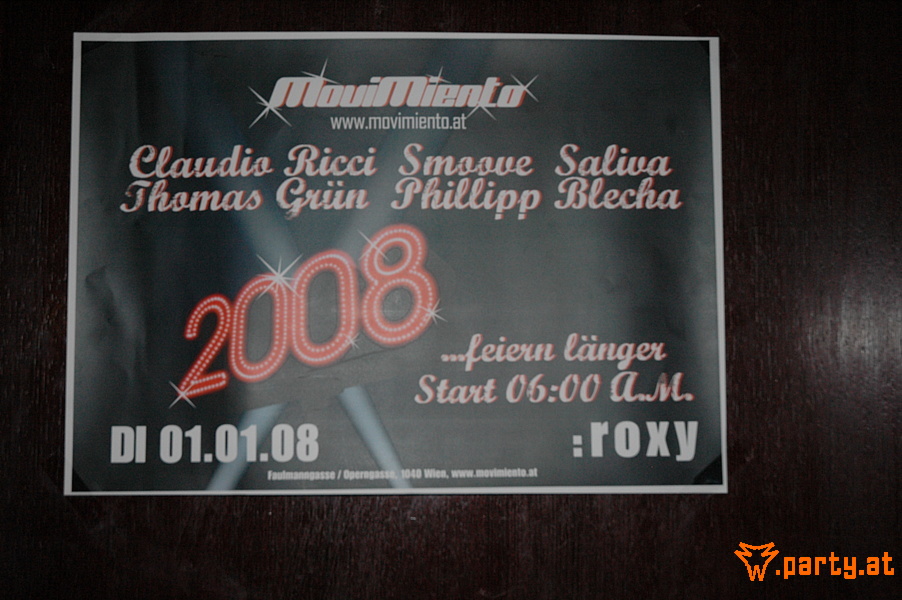 MoviMiento
www.movimiento.at
Claudio Ricci Smoove Saliva
Thomas Grün Phillipp Blecha
2008
...feiern länger
Start 06:00 A.M.
DI 01.01.08
:roxy
Faulmanngasse / Operngasse, 1040 Wien, www.movimiento.at
.party.at